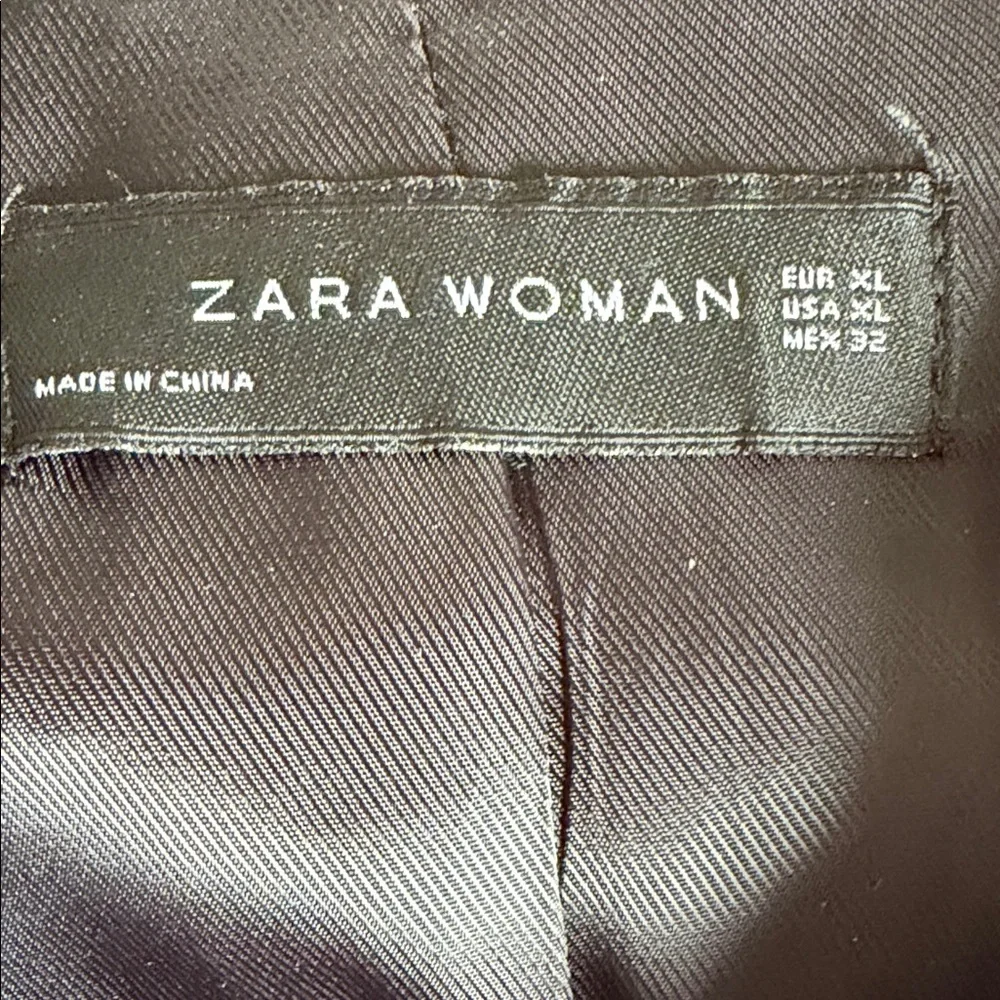 ZARA WOMAN
EUR XL
USA XL
MEX 32
MADE IN CHINA